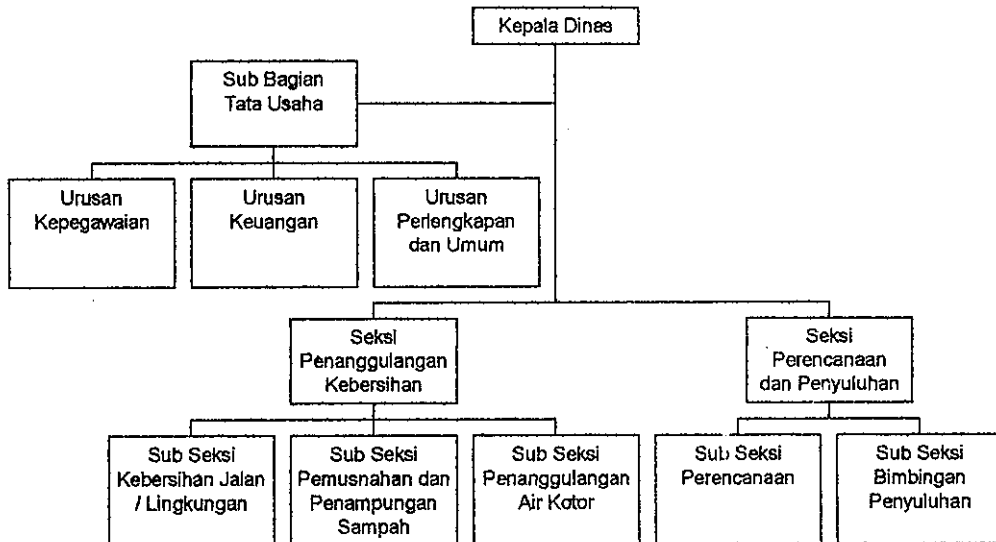 Kepala Dinas
Sub Bagian
Tata Usaha
Urusan
Kepegawaian
Urusan
Keuangan
Urusan
Perlengkapan
dan Umum
Seksi
Penanggulangan
Kebersihan
Seksi
Perencanaan
dan Penyuluhan
Sub Seksi
Kebersihan Jalan
/ Lingkungan
Sub Seksi
Pemusnahan dan
Penampungan
Sampah
Sub Seksi
Penanggulangan
Air Kotor
Sub Seksi
Perencanaan
Sub Seksi
Bimbingan
Penyuluhan